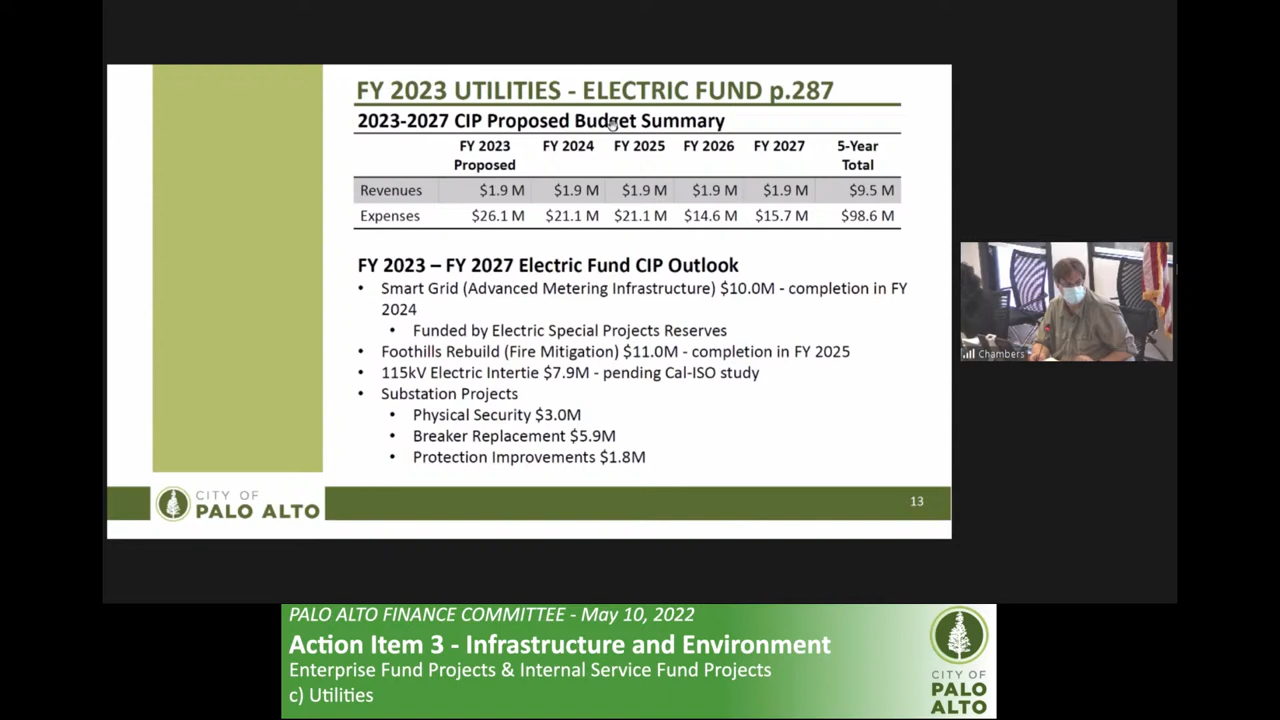 FY 2023 UTILITIES - ELECTRIC FUND p.287
2023-2027 CIP Proposed Budget Summary
FY 2023 Proposed FY 2024 FY 2025 FY 2026 FY 2027 5-Year Total
Revenues $1.9 M $1.9 M $1.9 M $1.9 M $1.9 M $9.5 M
Expenses $26.1 M $21.1 M $21.1 M $14.6 M $15.7 M $98.6 M
FY 2023 – FY 2027 Electric Fund CIP Outlook
• Smart Grid (Advanced Metering Infrastructure) $10.0M - completion in FY
2024
• Funded by Electric Special Projects Reserves
• Foothills Rebuild (Fire Mitigation) $11.0M - completion in FY 2025
• 115kV Electric Intertie $7.9M - pending Cal-ISO study
• Substation Projects
• Physical Security $3.0M
• Breaker Replacement $5.9M
• Protection Improvements $1.8M
CITY OF
PALO ALTO
13
Chambers
PALO ALTO FINANCE COMMITTEE - May 10, 2022
Action Item 3 - Infrastructure and Environment
Enterprise Fund Projects & Internal Service Fund Projects
c) Utilities
CITY OF
PALO
ALTO